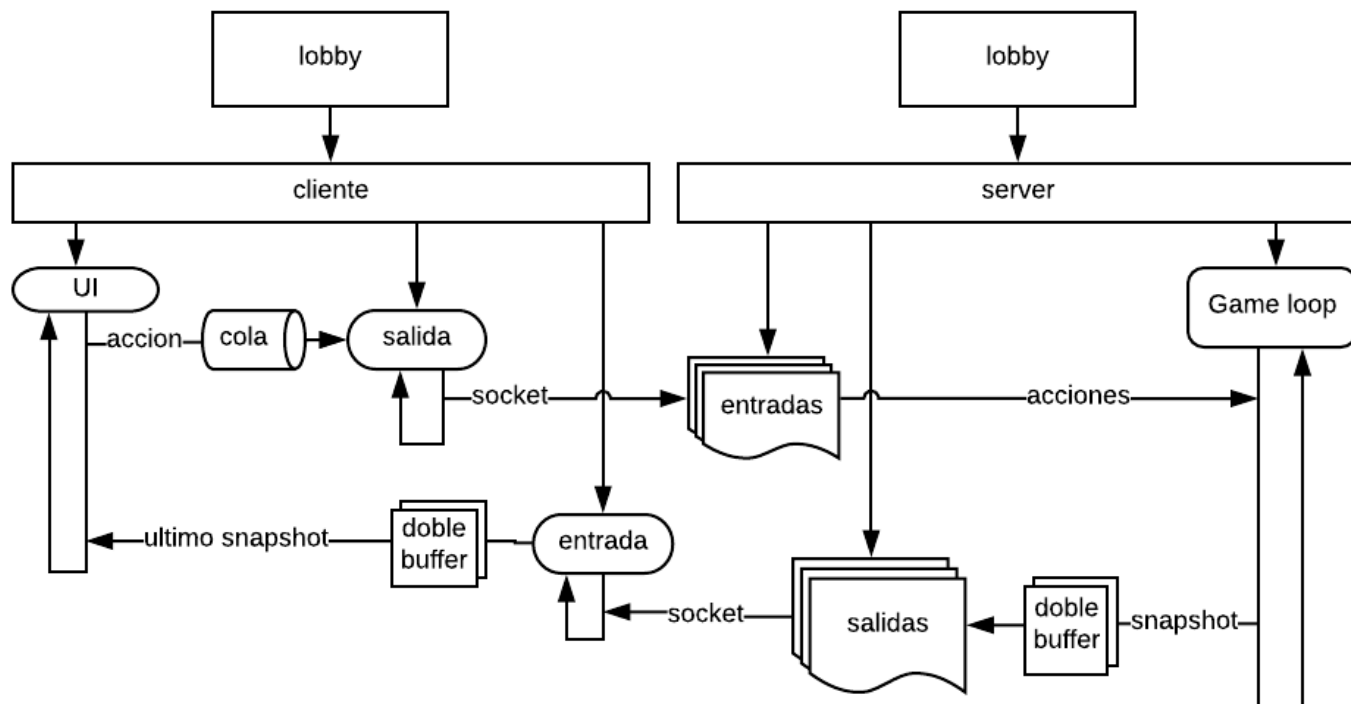 lobby
lobby
cliente
server
UI
Game loop
accion
cola
salida
socket
entradas
acciones
ultimo snapshot
doble
buffer
entrada
socket
salidas
doble
buffer
snapshot